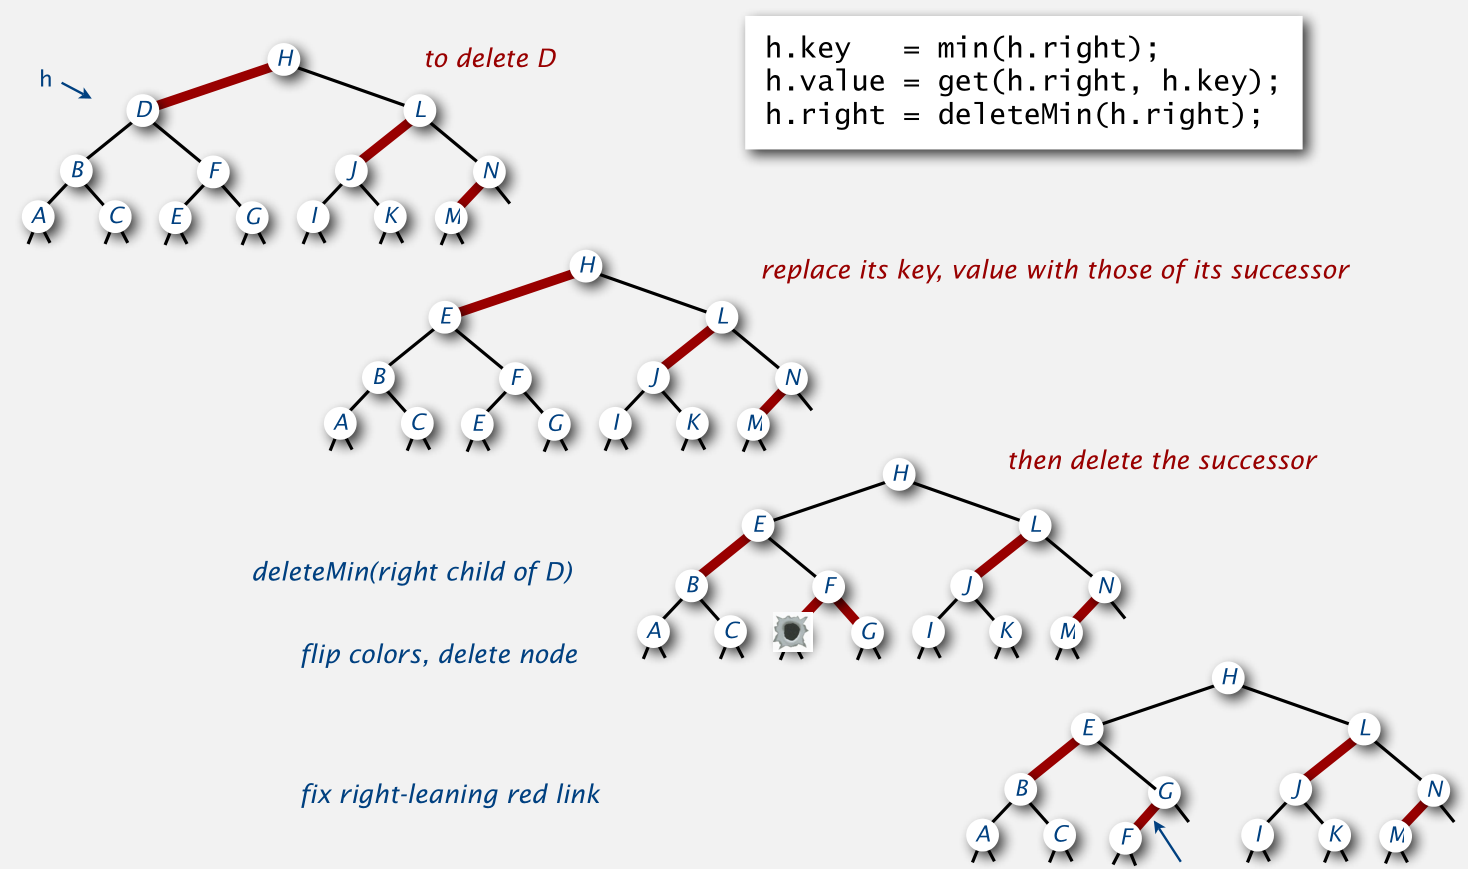 to delete D
h
H
D L
B F J N
A C E G I K M
h.key   = min(h.right);
h.value = get(h.right, h.key);
h.right = deleteMin(h.right);
replace its key, value with those of its successor
H
E L
B F J N
A C E G I K M
then delete the successor
deleteMin(right child of D)
flip colors, delete node
H
E L
B F J N
A C G I K M
fix right-leaning red link
H
E L
B G J N
A C F I K M